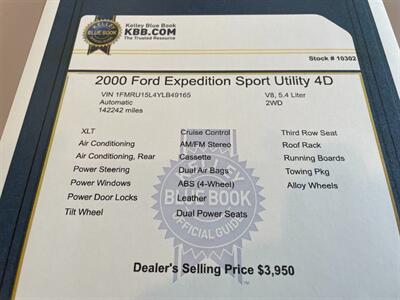 Kelley Blue Book
KBB.COM
The Trusted Resource
KELLEY
BLUE BOOK
Stock # 10302
2000 Ford Expedition Sport Utility 4D
VIN 1FMRU15L4YLB49165 V8, 5.4 Liter
Automatic 2WD
142242 miles
XLT Cruise Control Third Row Seat
Air Conditioning AM/FM Stereo Roof Rack
Air Conditioning, Rear Cassette Running Boards
Power Steering Dual Air Bags Towing Pkg
Power Windows ABS (4-Wheel) Alloy Wheels
Power Door Locks Leather
Tilt Wheel Dual Power Seats
KELLEY
BLUE BOOK
OFFICIAL GUIDE
Dealer's Selling Price $3,950